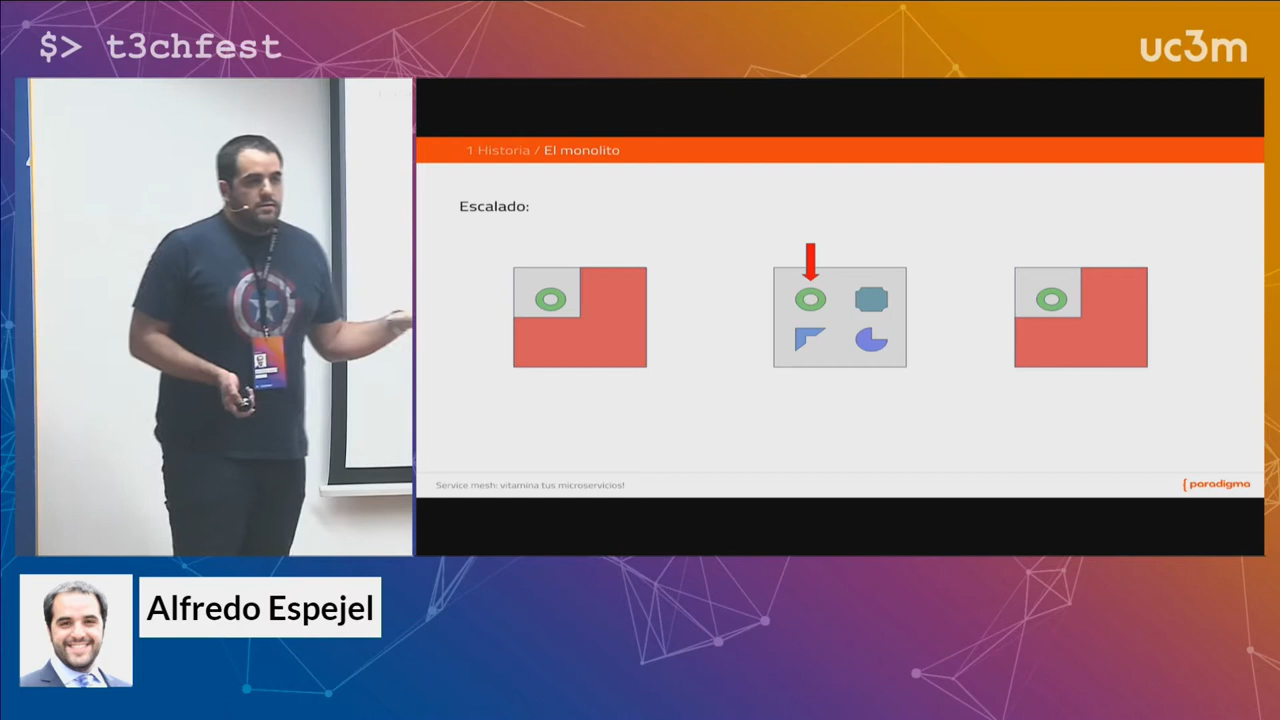 $> t3chfest
uc3m
1 Historia / El monolito
Escalado:
Service mesh: vitamina tus microservicios!
{paradigma
Alfredo Espejel